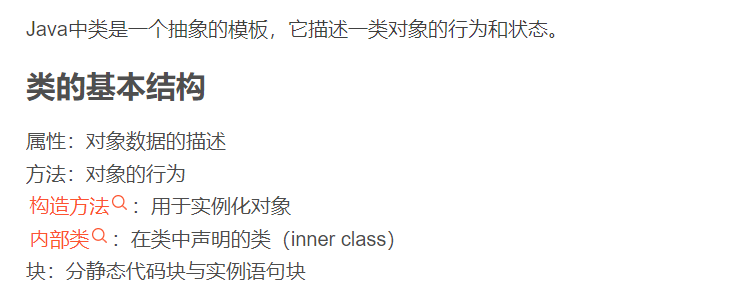 Java中类是一个抽象的模板，它描述一类对象的行为和状态。
类的基本结构
属性：对象数据的描述
方法：对象的行为
构造方法：用于实例化对象
内部类：在类中声明的类（inner class）
块：分静态代码块与实例语句块